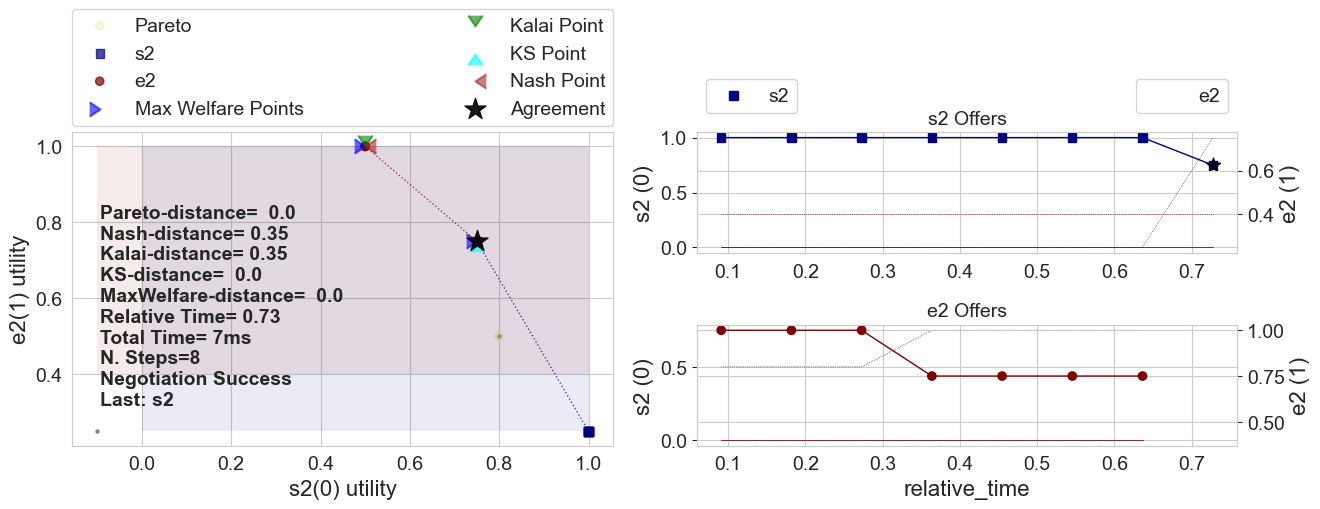 Pareto
s2
e2
Max Welfare Points
Kalai Point
KS Point
Nash Point
Agreement
1.0
0.8
0.6
0.4
e2(1) utility
Pareto-distance=  0.0
Nash-distance= 0.35
Kalai-distance= 0.35
KS-distance=  0.0
MaxWelfare-distance=  0.0
Relative Time= 0.73
Total Time= 7ms
N. Steps=8
Negotiation Success
Last: s2
0.0 0.2 0.4 0.6 0.8 1.0
s2(0) utility
s2
e2
s2 Offers
1.0
0.5
0.0
s2 (0)
0.6
0.4
e2 (1)
0.1 0.2 0.3 0.4 0.5 0.6 0.7
e2 Offers
0.5
0.0
s2 (0)
1.00
0.75
0.50
e2 (1)
0.1 0.2 0.3 0.4 0.5 0.6 0.7
relative_time